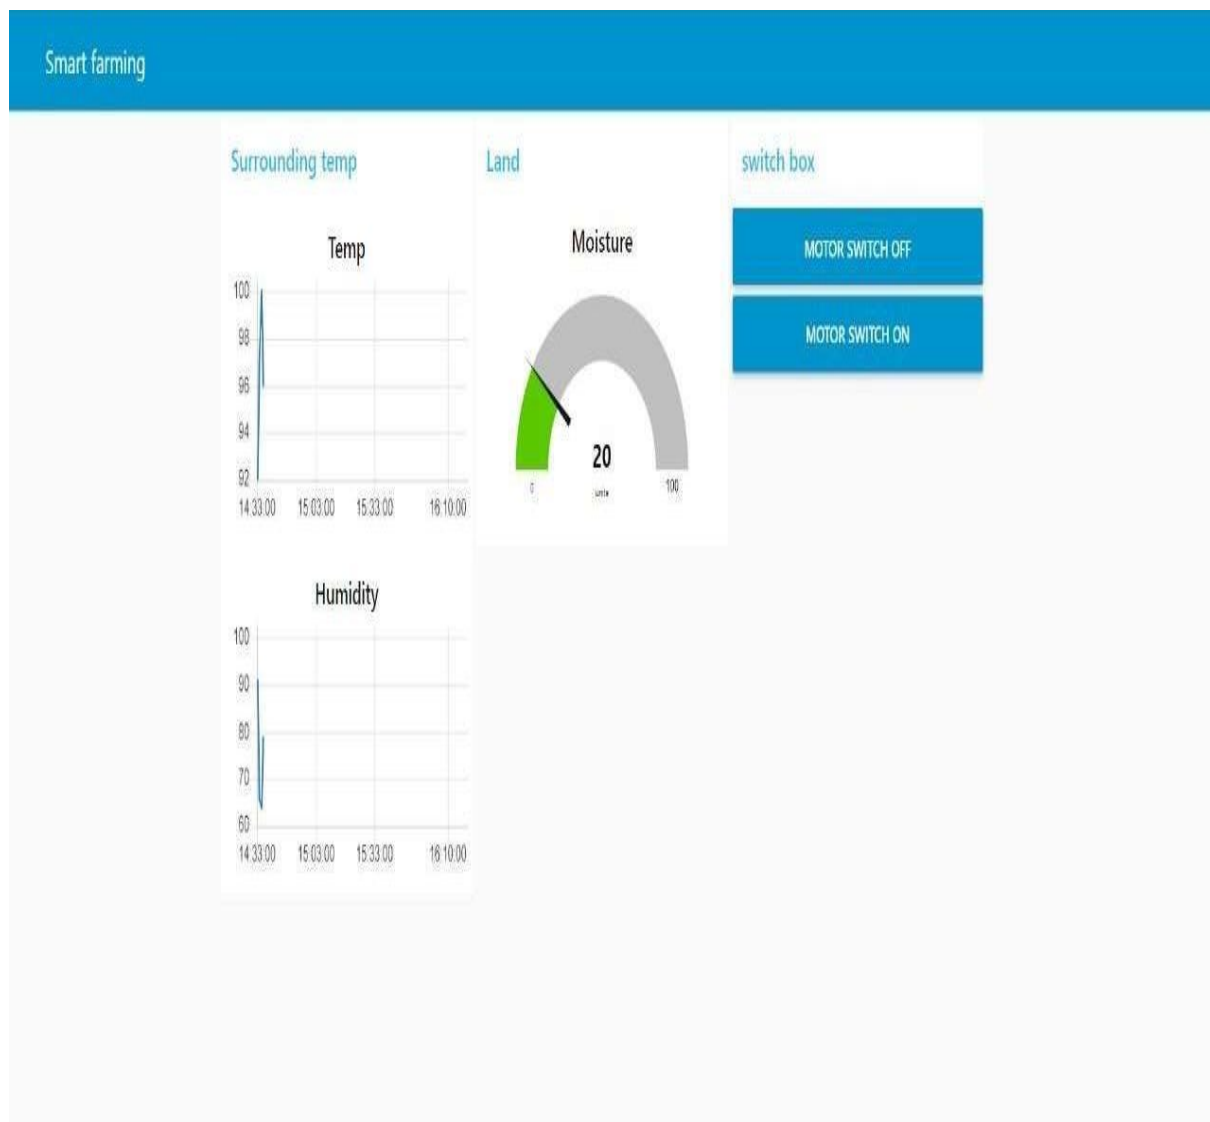 Smart farming
Surrounding temp
Temp
100
98
96
94
92
14:33:00 15:03:00 15:33:00 16:10:00
Humidity
100
90
80
70
60
14:33:00 15:03:00 15:33:00 16:10:00
Land
Moisture
20
units
0 100
switch box
MOTOR SWITCH OFF
MOTOR SWITCH ON